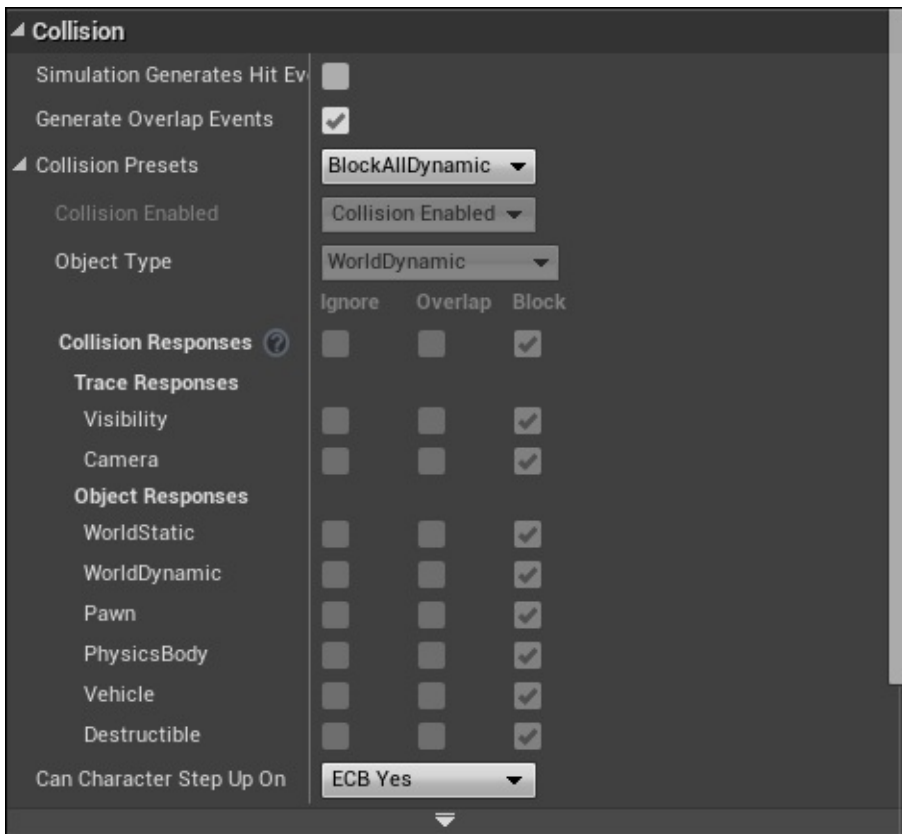 Collision
Simulation Generates Hit Ev
Generate Overlap Events
Collision Presets BlockAllDynamic
Collision Enabled Collision Enabled
Object Type WorldDynamic
Ignore Overlap Block
Collision Responses ?
Trace Responses
Visibility
Camera
Object Responses
WorldStatic
WorldDynamic
Pawn
PhysicsBody
Vehicle
Destructible
Can Character Step Up On ECB Yes